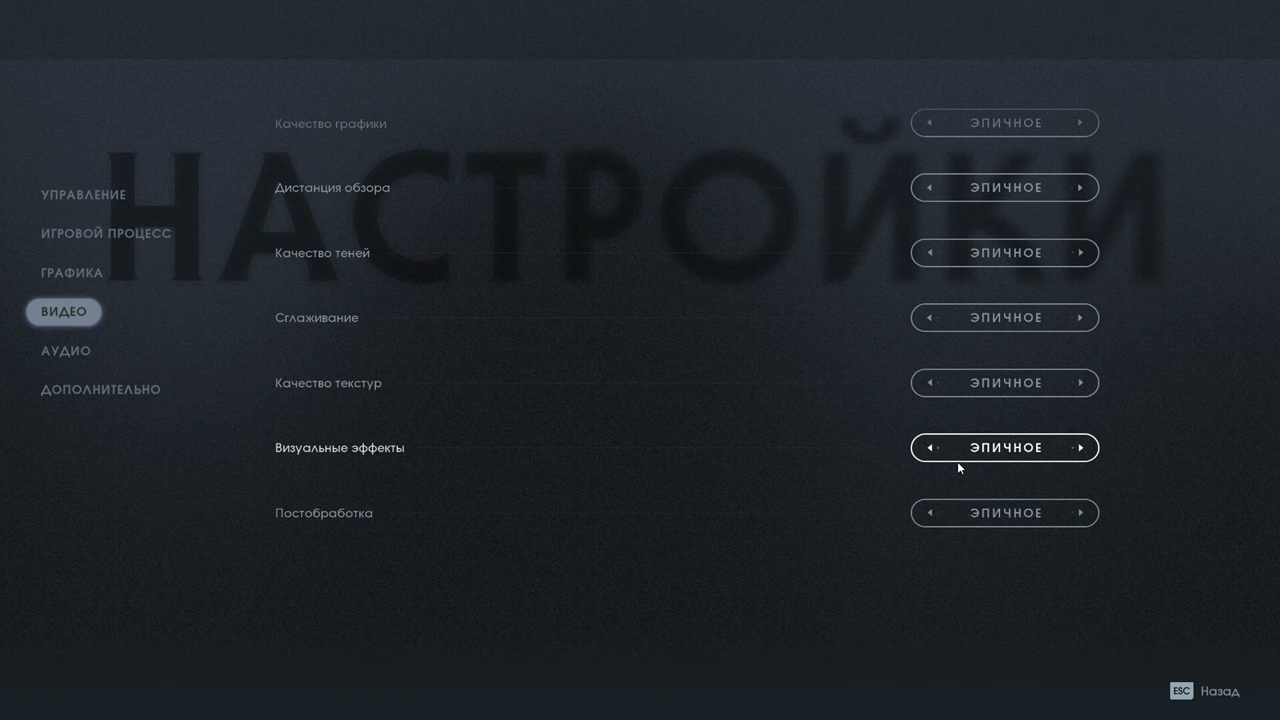 НАСТРОЙКИ
УПРАВЛЕНИЕ
ИГРОВОЙ ПРОЦЕСС
ГРАФИКА
ВИДЕО
АУДИО
ДОПОЛНИТЕЛЬНО
Качество графики ЭПИЧНОЕ
Дистанция обзора ЭПИЧНОЕ
Качество теней ЭПИЧНОЕ
Сглаживание ЭПИЧНОЕ
Качество текстур ЭПИЧНОЕ
Визуальные эффекты ЭПИЧНОЕ
Постобработка ЭПИЧНОЕ
ESC Назад